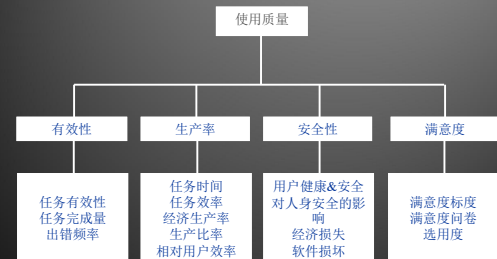 使用质量
有效性
生产率
安全性
满意度
任务有效性
任务完成量
出错频率
任务时间
任务效率
经济生产率
生产比率
相对用户效率
用户健康&安全
对人身安全的影
响
经济损失
软件损坏
满意度标度
满意度问卷
选用度